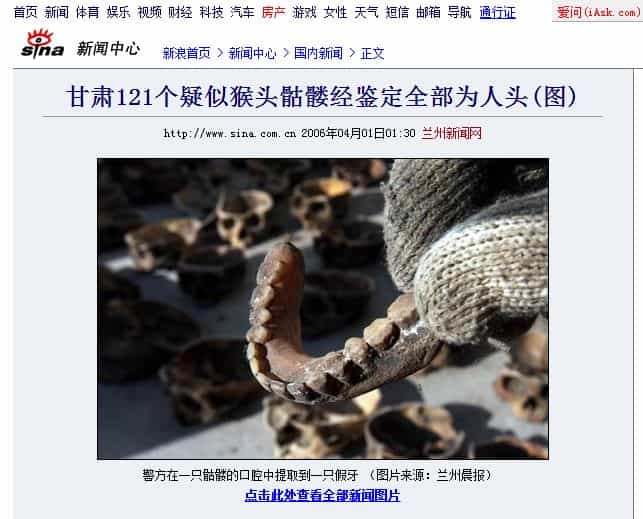 首页 新闻 体育 娱乐 视频 财经 科技 汽车 房产 游戏 女性 天气 短信 邮箱 导航 通行证
爱问(iAsk.com)
sina 新闻中心 新浪首页 > 新闻中心 > 国内新闻 > 正文
甘肃121个疑似猴头骷髅经鉴定全部为人头(图)
http://www.sina.com.cn 2006年04月01日01:30 兰州新闻网
警方在一只骷髅的口腔中提取到一只假牙 (图片来源：兰州晨报)
点击此处查看全部新闻图片